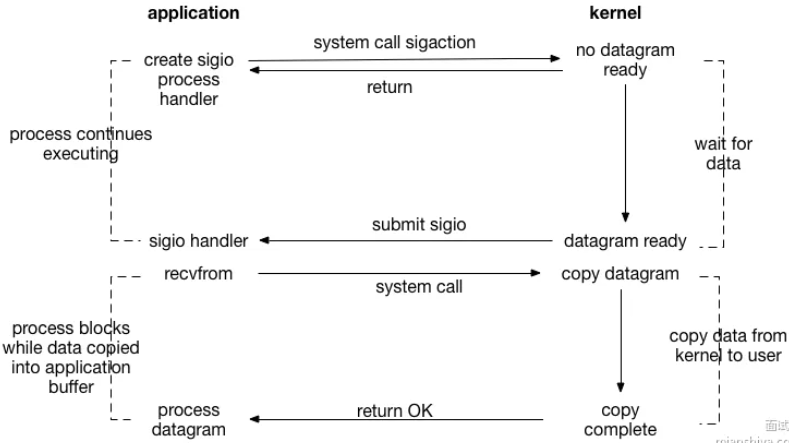 application
kernel
system call sigaction
create sigio
process
handler
no datagram
ready
return
process continues
executing
wait for
data
submit sigio
sigio handler
datagram ready
recvfrom
copy datagram
system call
process blocks
while data copied
into application
buffer
copy data from
kernel to user
return OK
process
datagram
copy
complete
面试